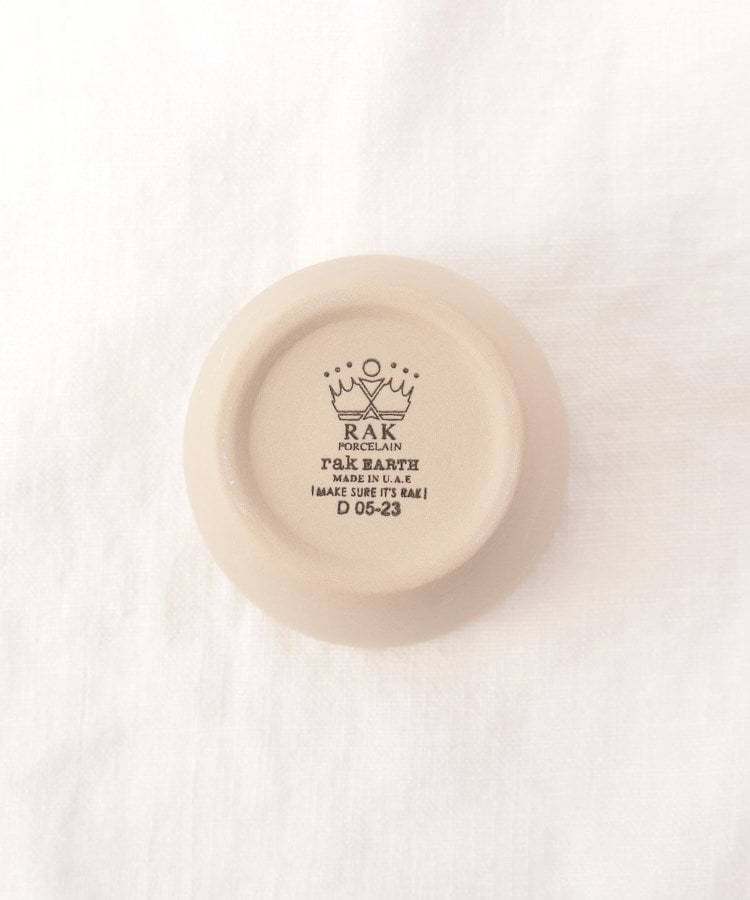 RAK
PORCELAIN
rak EARTH
MADE IN U.A.E
|MAKE SURE IT'S RAK|
D 05-23